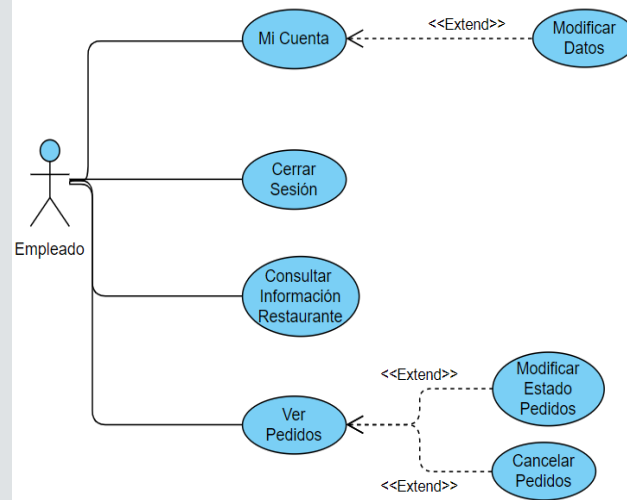 Mi Cuenta
<<Extend>>
Modificar
Datos
Cerrar
Sesión
Empleado
Consultar
Información
Restaurante
<<Extend>>
Modificar
Estado
Pedidos
Ver
Pedidos
<<Extend>>
Cancelar
Pedidos